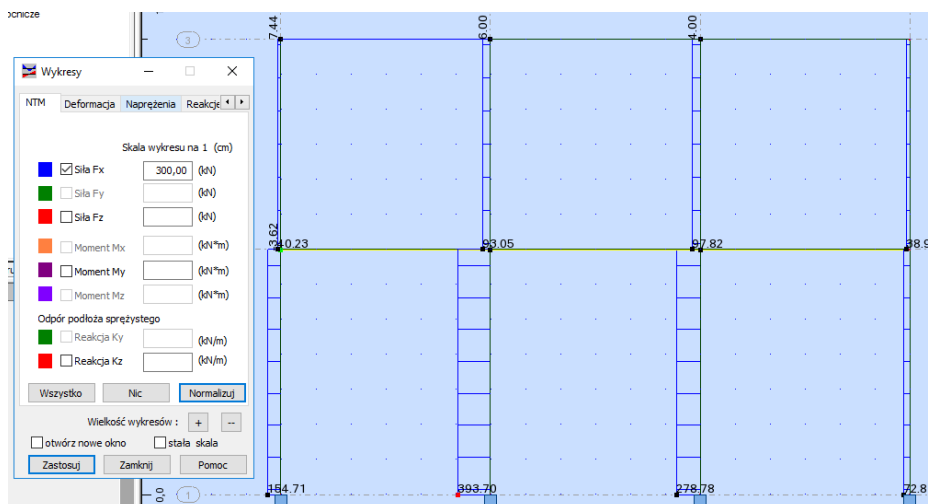 ocnicze
Wykresy
NTM Deformacja Naprężenia Reakcje
Skala wykresu na 1 (cm)
Siła Fx 300,00 (kN)
Siła Fy (kN)
Siła Fz (kN)
Moment Mx (kN*m)
Moment My (kN*m)
Moment Mz (kN*m)
Odpór podłoża sprężystego
Reakcja Ky (kN/m)
Reakcja Kz (kN/m)
Wszystko Nic Normalizuj
Wielkość wykresów : + --
otwórz nowe okno stała skala
Zastosuj Zamknij Pomoc
3
7.44 6.00 4.00
3.62
40.23 93.05 97.82 38.9
0,0
1
154.71 393.70 278.78 72.8